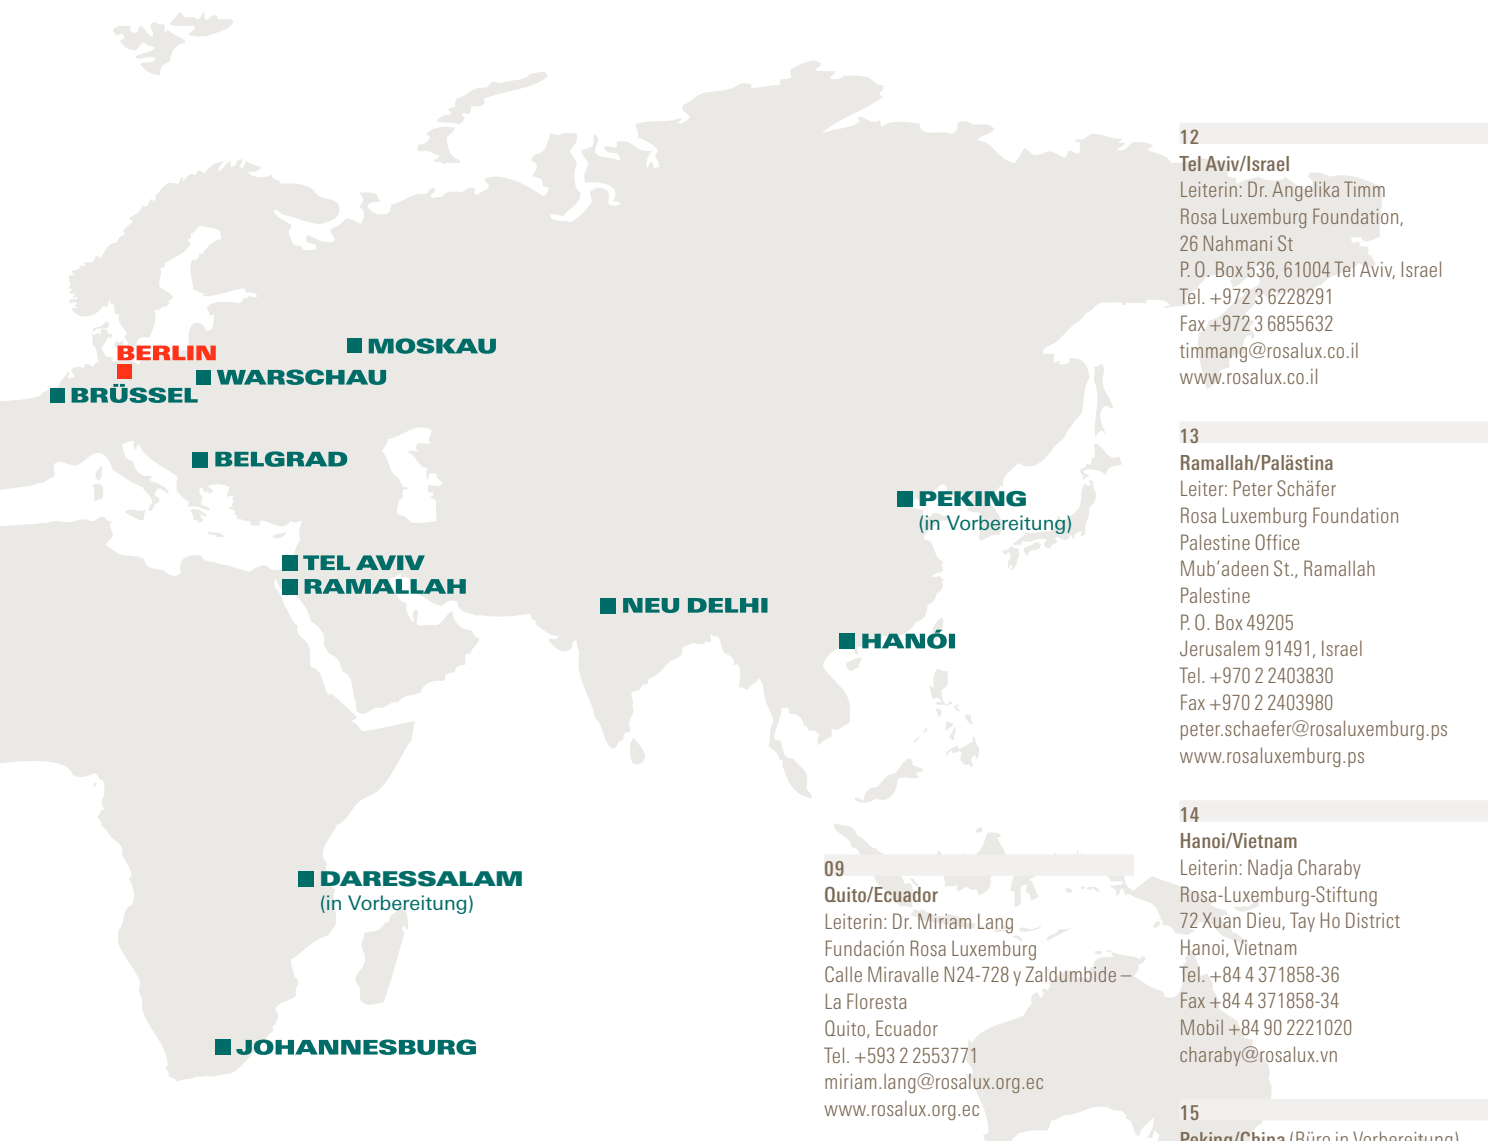 BERLIN
MOSKAU
WARSCHAU
BRÜSSEL
BELGRAD
PEKING
(in Vorbereitung)
TEL AVIV
RAMALLAH
NEU DELHI
HANÓI
DARESSALAM
(in Vorbereitung)
JOHANNESBURG
09
Quito/Ecuador
Leiterin: Dr. Miriam Lang
Fundación Rosa Luxemburg
Calle Miravalle N24-728 y Zaldumbide –
La Floresta
Quito, Ecuador
Tel. +593 2 2553771
miriam.lang@rosalux.org.ec
www.rosalux.org.ec
12
Tel Aviv/Israel
Leiterin: Dr. Angelika Timm
Rosa Luxemburg Foundation,
26 Nahmani St
P. O. Box 536, 61004 Tel Aviv, Israel
Tel. +972 3 6228291
Fax +972 3 6855632
timmang@rosalux.co.il
www.rosalux.co.il
13
Ramallah/Palästina
Leiter: Peter Schäfer
Rosa Luxemburg Foundation
Palestine Office
Mub’adeen St., Ramallah
Palestine
P. O. Box 49205
Jerusalem 91491, Israel
Tel. +970 2 2403830
Fax +970 2 2403980
peter.schaefer@rosaluxemburg.ps
www.rosaluxemburg.ps
14
Hanoi/Vietnam
Leiterin: Nadja Charaby
Rosa-Luxemburg-Stiftung
72 Xuan Dieu, Tay Ho District
Hanoi, Vietnam
Tel. +84 4 371858-36
Fax +84 4 371858-34
Mobil +84 90 2221020
charaby@rosalux.vn
15
Peking/China (Büro in Vorbereitung)